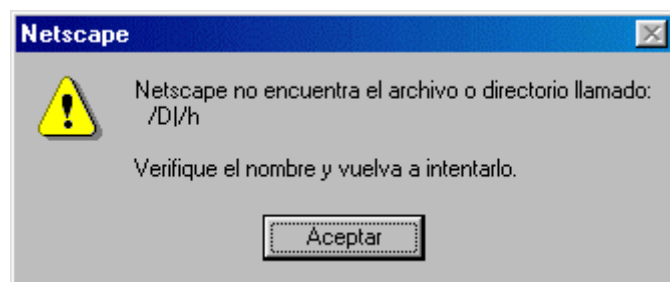 Netscape
Netscape no encuentra el archivo o directorio llamado:
/D|/h
Verifique el nombre y vuelva a intentarlo.
Aceptar